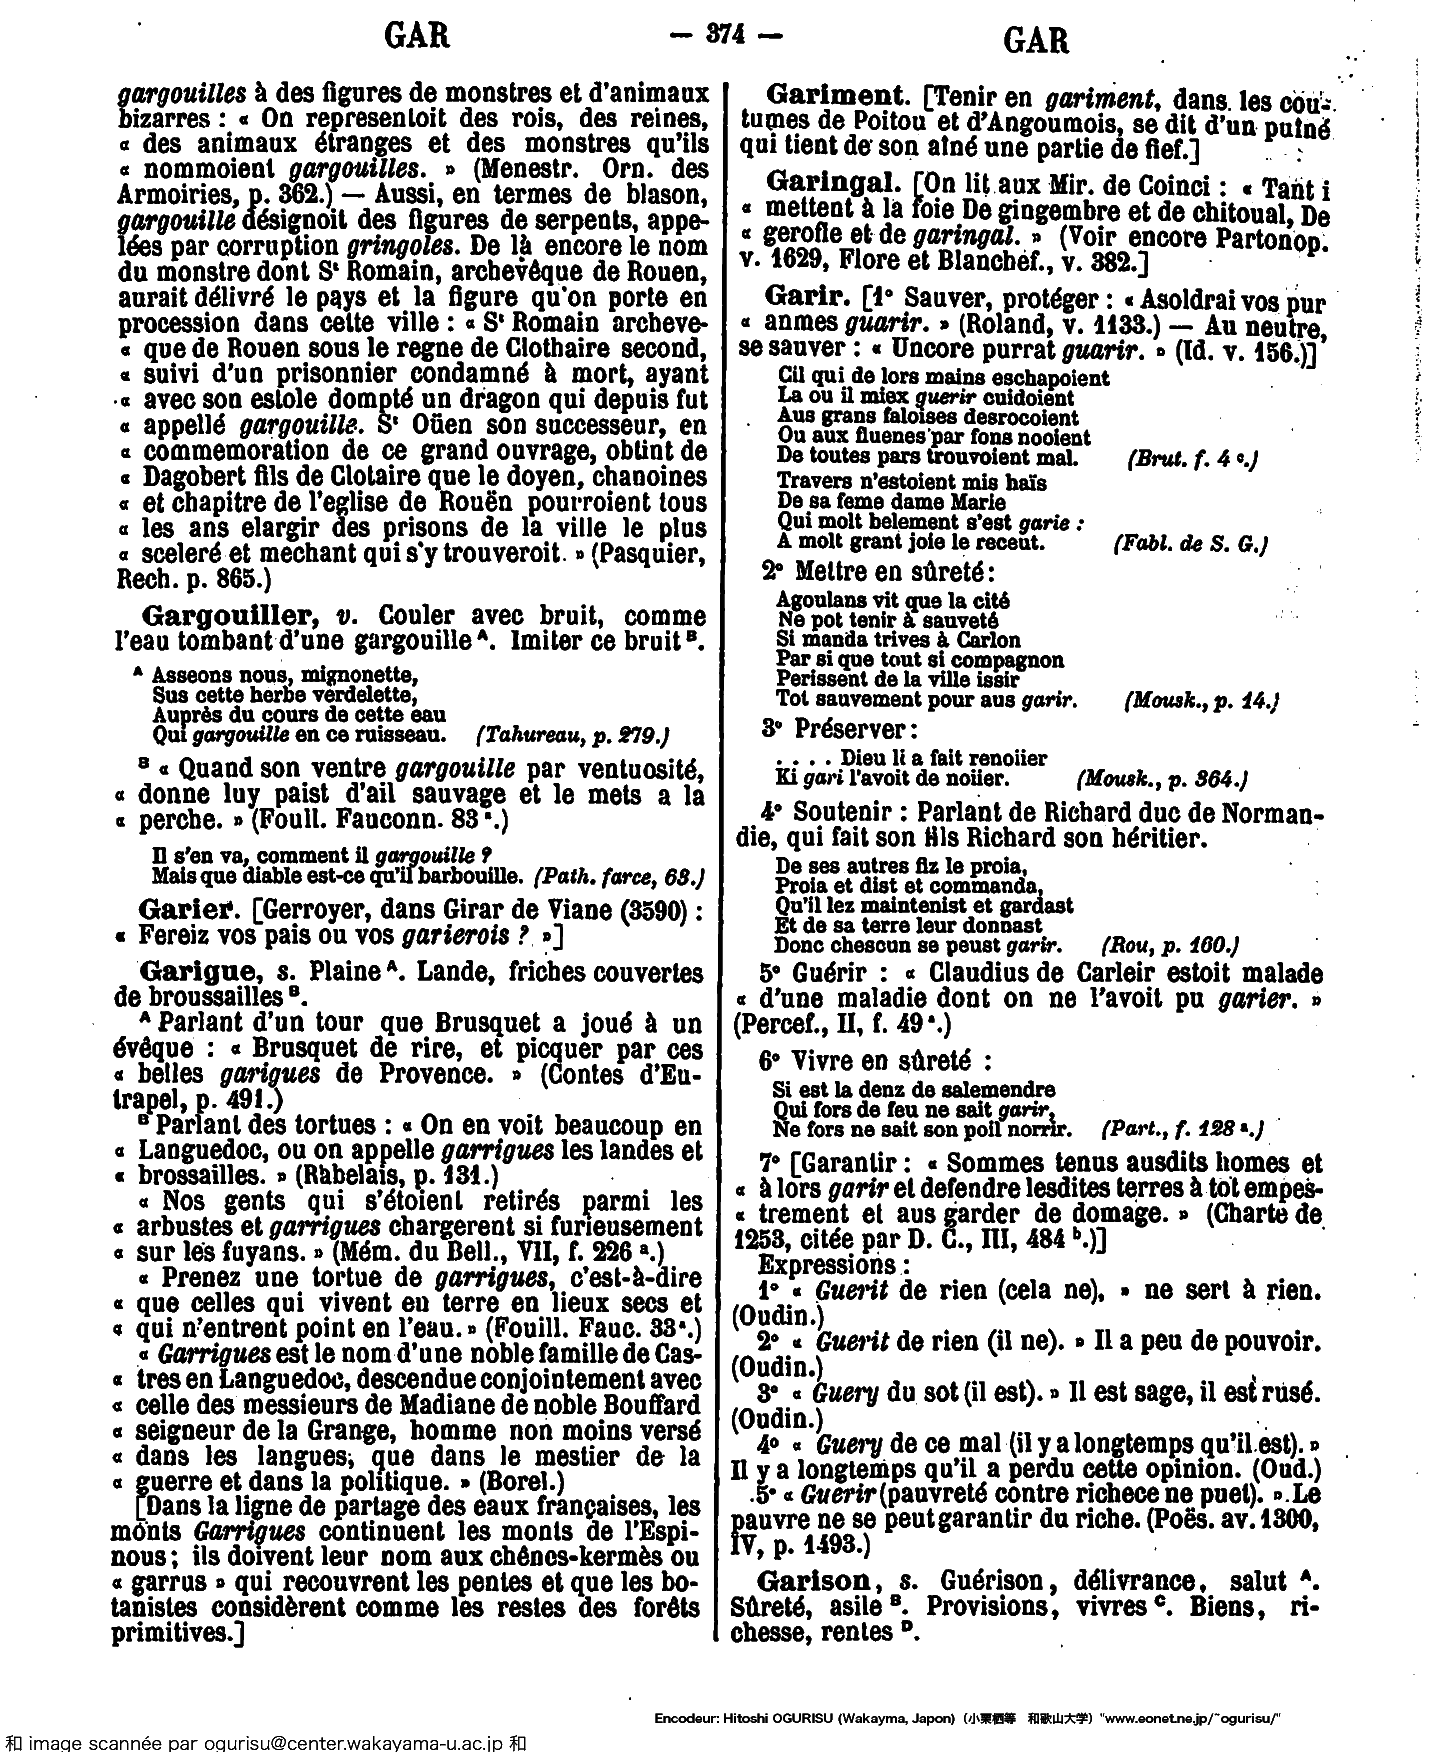 GAR
— 374 —
GAR
gargouilles à des figures de monstres et d'animaux
bizarres : « On representoit des rois, des reines,
« des animaux étranges et des monstres qu'ils
« nommoient gargouilles. » (Menestr. Orn. des
Armoiries, p. 362.) — Aussi, en termes de blason,
gargouille désignoit des figures de serpents, appe-
lées par corruption gringoles. De là encore le nom
du monstre dont St Romain, archevêque de Rouen,
aurait délivré le pays et la figure qu'on porte en
procession dans cette ville : « St Romain archeve-
« que de Rouen sous le regne de Clothaire second,
« suivi d'un prisonnier condamné à mort, ayant
« avec son estole dompté un dragon qui depuis fut
« appellé gargouille. St Oüen son successeur, en
« commemoration de ce grand ouvrage, obtint de
« Dagobert fils de Clotaire que le doyen, chanoines
« et chapitre de l'eglise de Rouën pourroient tous
« les ans elargir des prisons de la ville le plus
« sceleré et mechant qui s'y trouveroit. » (Pasquier,
Rech. p. 865.)
Gargouiller, v. Couler avec bruit, comme
l'eau tombant d'une gargouille A. Imiter ce bruit B.
A Asseons nous, mignonette,
Sus cette herbe verdelette,
Auprès du cours de cette eau
Qui gargouille en ce ruisseau. (Tahureau, p. 279.)
B « Quand son ventre gargouille par ventuosité,
« donne luy paist d'ail sauvage et le mets a la
« perche. » (Fouil. Fauconn. 83 a.)
Il s'en va, comment il gargouille ?
Mais que diable est-ce qu'il barbouille. (Path. farce, 68.)
Garier. [Gerroyer, dans Girar de Viane (3590) :
« Fereiz vos pais ou vos garierois ? »]
Garigue, s. Plaine A. Lande, friches couvertes
de broussailles B.
A Parlant d'un tour que Brusquet a joué à un
évêque : « Brusquet de rire, et picquer par ces
« belles garigues de Provence. » (Contes d'Eu-
trapel, p. 491.)
B Parlant des tortues : « On en voit beaucoup en
« Languedoc, ou on appelle garrigues les landes et
« brossailles. » (Rabelais, p. 131.)
« Nos gents qui s'étoient retirés parmi les
« arbustes et garrigues chargerent si furieusement
« sur les fuyans. » (Mém. du Bell., VII, f. 226 a.)
« Prenez une tortue de garrigues, c'est-à-dire
« que celles qui vivent en terre en lieux secs et
« qui n'entrent point en l'eau. » (Fouill. Fauc. 33 a.)
« Garrigues est le nom d'une noble famille de Cas-
« tres en Languedoc, descendue conjointement avec
« celle des messieurs de Madiane de noble Bouffard
« seigneur de la Grange, homme non moins versé
« dans les langues, que dans le mestier de la
« guerre et dans la politique. » (Borel.)
[Dans la ligne de partage des eaux françaises, les
monts Garrigues continuent les monts de l'Espi-
nous ; ils doivent leur nom aux chênes-kermès ou
« garrus » qui recouvrent les pentes et que les bo-
tanistes considèrent comme les restes des forêts
primitives.]
Gariment. [Tenir en gariment, dans les cou-
tumes de Poitou et d'Angoumois, se dit d'un puîné
qui tient de son aîné une partie de fief.]
Garingal. [On lit aux Mir. de Coinci : « Tant i
« mettent à la foie De gingembre et de chitoual, De
« gerofle et de garingal. » (Voir encore Partonop.
v. 1629, Flore et Blanchef., v. 382.]
Garir. [1° Sauver, protéger : « Asoldrai vos pur
« anmes guarir. » (Roland, v. 1133.) — Au neutre,
se sauver : « Uncore purrat guarir. » (Id. v. 156.)]
Cil qui de lors mains eschapoient
La ou il miex guerir cuidoient
Aus grans faloises desrocoient
Ou aux fluenes par fons nooient
De toutes pars trouvoient mal. (Brut. f. 4 c.)
Travers n'estoient mis haïs
De sa feme dame Marie
Qui molt belement s'est garie :
A molt grant joie le receut. (Fabl. de S. G.)
2° Mettre en sûreté :
Agoulans vit que la cité
Ne pot tenir à sauveté
Si manda trives à Carlon
Par si que tout si compagnon
Perissent de la ville issir
Tot sauvement pour aus garir. (Mousk., p. 14.)
3° Préserver :
. . . . Dieu li a fait renoiier
Ki gari l'avoit de noiier. (Mousk., p. 364.)
4° Soutenir : Parlant de Richard duc de Norman-
die, qui fait son fils Richard son héritier.
De ses autres fiz le proia,
Proia et dist et commanda,
Qu'il lez maintenist et gardast
Et de sa terre leur donnast
Donc chescun se peust garir. (Rou, p. 160.)
5° Guérir : « Claudius de Carleir estoit malade
« d'une maladie dont on ne l'avoit pu garier. »
(Percef., II, f. 49 a.)
6° Vivre en sûreté :
Si est la denz de salemendre
Qui fors de feu ne sait garir,
Ne fors ne sait son poil norrir. (Part., f. 128 a.)
7° [Garantir : « Sommes tenus ausdits homes et
« à lors garir et defendre lesdites terres à tot empes-
« trement et aus garder de domage. » (Charte de
1253, citée par D. C., III, 484 b.)]
Expressions :
1° « Guerit de rien (cela ne), » ne sert à rien.
(Oudin.)
2° « Guerit de rien (il ne). » Il a peu de pouvoir.
(Oudin.)
3° « Guery du sot (il est). » Il est sage, il est rusé.
(Oudin.)
4° « Guery de ce mal (il y a longtemps qu'il est). »
Il y a longtemps qu'il a perdu cette opinion. (Oud.)
5° « Guerir (pauvreté contre richece ne puet). » Le
pauvre ne se peut garantir du riche. (Poës. av. 1300,
IV, p. 1493.)
Garison, s. Guérison, délivrance, salut A.
Sûreté, asile B. Provisions, vivres C. Biens, ri-
chesse, rentes D.
Encodeur: Hitoshi OGURISU (Wakayma, Japon) (小栗栖等 和歌山大学) "www.eonet.ne.jp/~ogurisu/"
和 image scannée par ogurisu@center.wakayama-u.ac.jp 和